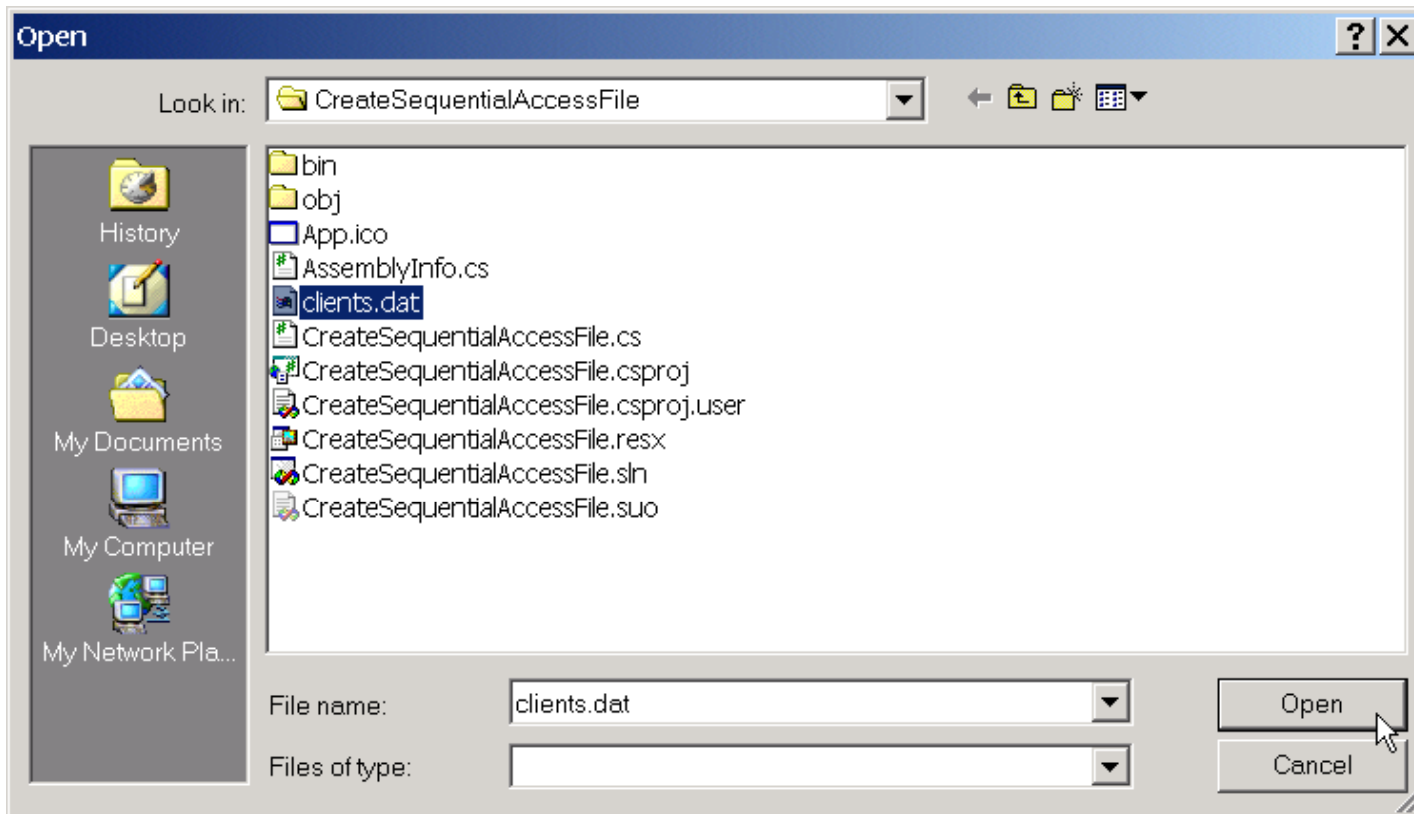 Open
Look in: CreateSequentialAccessFile
History
Desktop
My Documents
My Computer
My Network Pla...
bin
obj
App.ico
AssemblyInfo.cs
clients.dat
CreateSequentialAccessFile.cs
CreateSequentialAccessFile.csproj
CreateSequentialAccessFile.csproj.user
CreateSequentialAccessFile.resx
CreateSequentialAccessFile.sln
CreateSequentialAccessFile.suo
File name: clients.dat Open
Files of type: Cancel